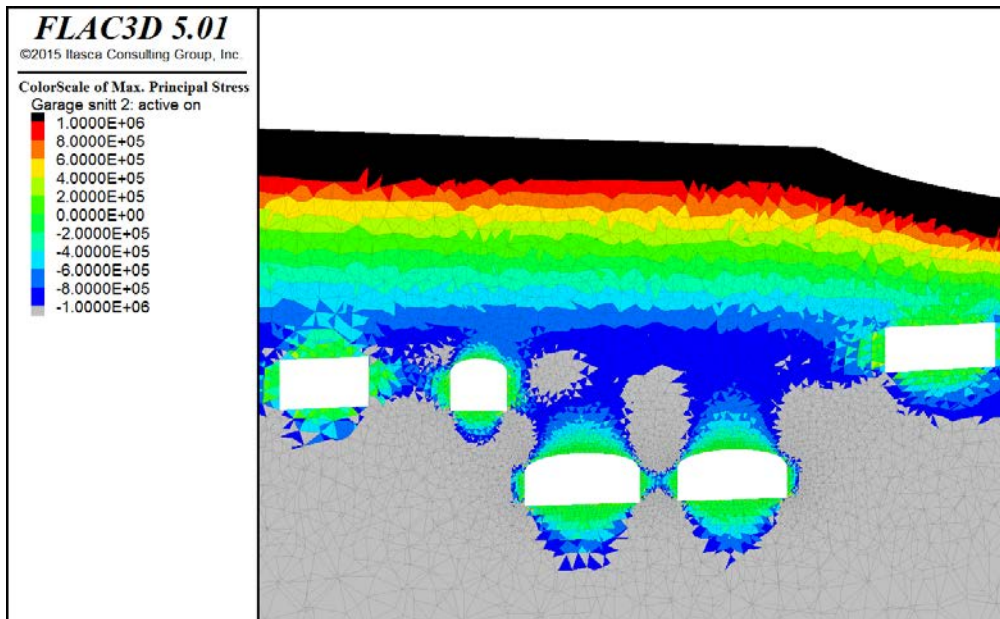 FLAC3D 5.01
©2015 Itasca Consulting Group, Inc.
ColorScale of Max. Principal Stress
Garage snitt 2: active on
1.0000E+06
8.0000E+05
6.0000E+05
4.0000E+05
2.0000E+05
0.0000E+00
-2.0000E+05
-4.0000E+05
-6.0000E+05
-8.0000E+05
-1.0000E+06